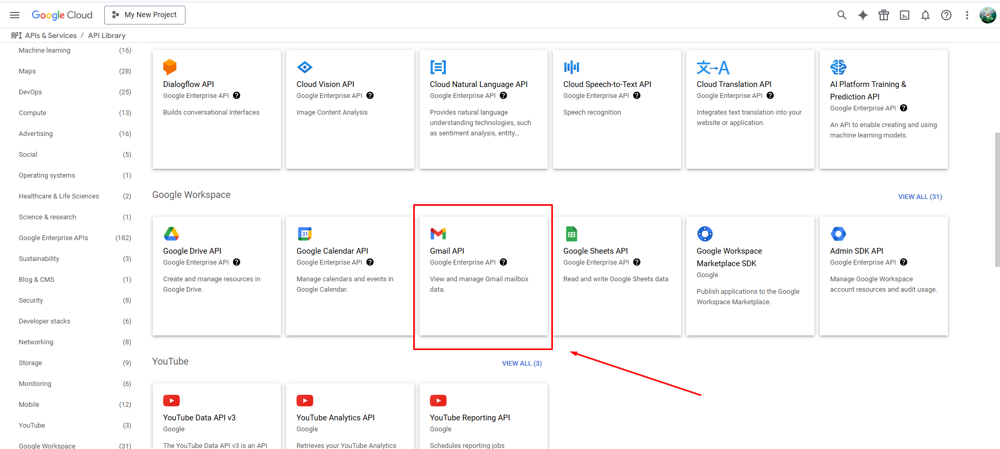 Google Cloud
My New Project
API APIs & Services / API Library
Machine learning (16)
Maps (28)
DevOps (25)
Compute (13)
Advertising (16)
Social (5)
Operating systems (1)
Healthcare & Life Sciences (2)
Science & research (1)
Google Enterprise APIs (182)
Sustainability (3)
Blog & CMS (1)
Security (8)
Developer stacks (6)
Networking (8)
Storage (9)
Monitoring (6)
Mobile (12)
YouTube (3)
Google Workspace (31)
Dialogflow API
Google Enterprise API
Builds conversational interfaces
Cloud Vision API
Google Enterprise API
Image Content Analysis
Cloud Natural Language API
Google Enterprise API
Provides natural language
understanding technologies, such
as sentiment analysis, entity…
Cloud Speech-to-Text API
Google Enterprise API
Speech recognition
文→A
Cloud Translation API
Google Enterprise API
Integrates text translation into your
website or application.
AI Platform Training &
Prediction API
Google Enterprise API
An API to enable creating and using
machine learning models.
Google Workspace
VIEW ALL (31)
Google Drive API
Google Enterprise API
Create and manage resources in
Google Drive.
31
Google Calendar API
Google Enterprise API
Manage calendars and events in
Google Calendar.
Gmail API
Google Enterprise API
View and manage Gmail mailbox
data.
Google Sheets API
Google Enterprise API
Read and write Google Sheets data
Google Workspace
Marketplace SDK
Google
Publish applications to the Google
Workspace Marketplace.
Admin SDK API
Google Enterprise API
Manage Google Workspace
account resources and audit usage.
YouTube
VIEW ALL (3)
YouTube Data API v3
Google
The YouTube Data API v3 is an API
YouTube Analytics API
Google
Retrieves your YouTube Analytics
YouTube Reporting API
Google
Schedules reporting jobs